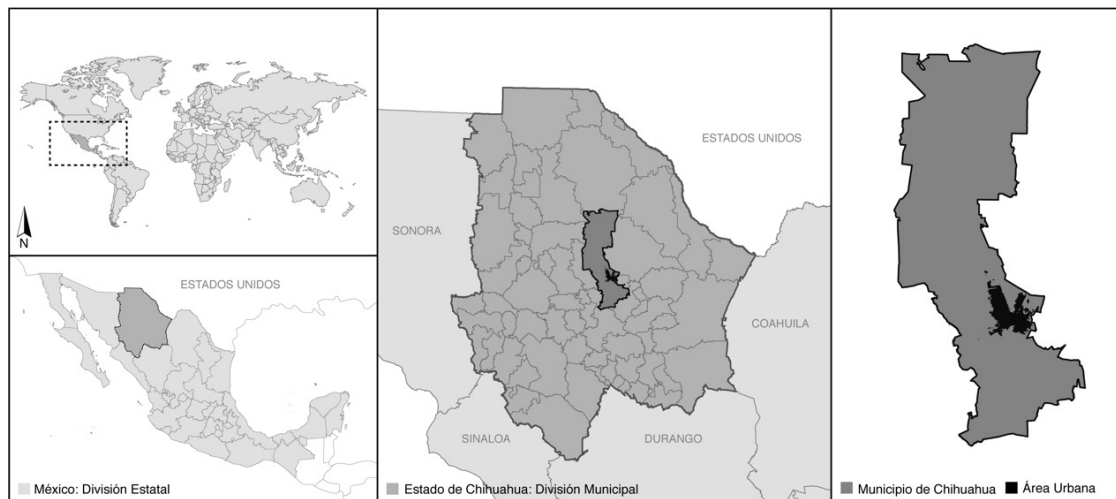 N
ESTADOS UNIDOS
México: División Estatal
ESTADOS UNIDOS
SONORA
COAHUILA
SINALOA
DURANGO
Estado de Chihuahua: División Municipal
Municipio de Chihuahua
Área Urbana